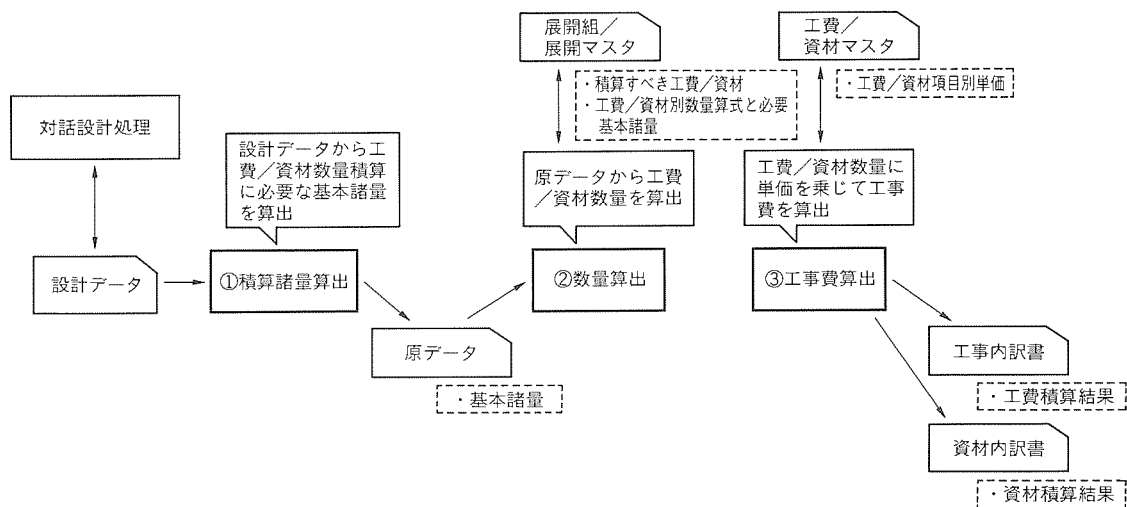 展開組／
展開マスタ
工費／
資材マスタ
・積算すべき工費／資材
・工費／資材別数量算式と必要
基本諸量
・工費／資材項目別単価
対話設計処理
設計データから工
費／資材数量積算
に必要な基本諸量
を算出
原データから工費
／資材数量を算出
工費／資材数量に
単価を乗じて工事
費を算出
設計データ
①積算諸量算出
②数量算出
③工事費算出
原データ
・基本諸量
工事内訳書
・工費積算結果
資材内訳書
・資材積算結果